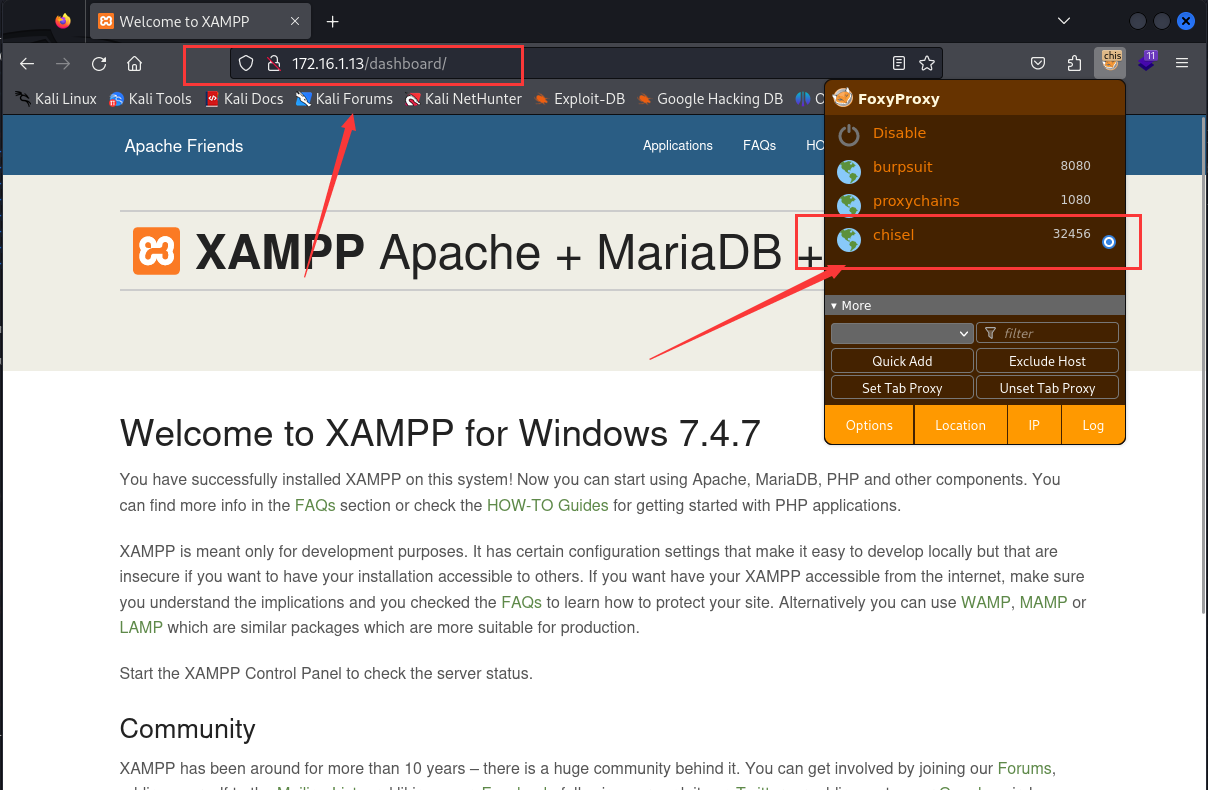 Welcome to XAMPP
172.16.1.13/dashboard/
chis
11
Kali Linux Kali Tools Kali Docs Kali Forums Kali NetHunter Exploit-DB Google Hacking DB
FoxyProxy
Disable
burpsuit 8080
proxychains 1080
chisel 32456
More
filter
Quick Add Exclude Host
Set Tab Proxy Unset Tab Proxy
Options Location IP Log
Apache Friends Applications FAQs HO
XAMPP Apache + MariaDB +
Welcome to XAMPP for Windows 7.4.7
You have successfully installed XAMPP on this system! Now you can start using Apache, MariaDB, PHP and other components. You
can find more info in the FAQs section or check the HOW-TO Guides for getting started with PHP applications.
XAMPP is meant only for development purposes. It has certain configuration settings that make it easy to develop locally but that are
insecure if you want to have your installation accessible to others. If you want have your XAMPP accessible from the internet, make sure
you understand the implications and you checked the FAQs to learn how to protect your site. Alternatively you can use WAMP, MAMP or
LAMP which are similar packages which are more suitable for production.
Start the XAMPP Control Panel to check the server status.
Community
XAMPP has been around for more than 10 years – there is a huge community behind it. You can get involved by joining our Forums,